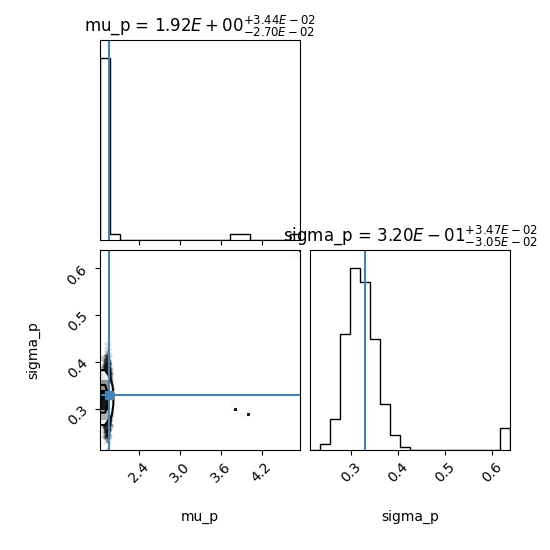 mu_p = 1.92E + 00 +3.44E − 02 −2.70E − 02
sigma_p = 3.20E − 01 +3.47E − 02 −3.05E − 02
0.6
0.5
0.4
0.3
sigma_p
2.4 3.0 3.6 4.2
0.3 0.4 0.5 0.6
mu_p
sigma_p